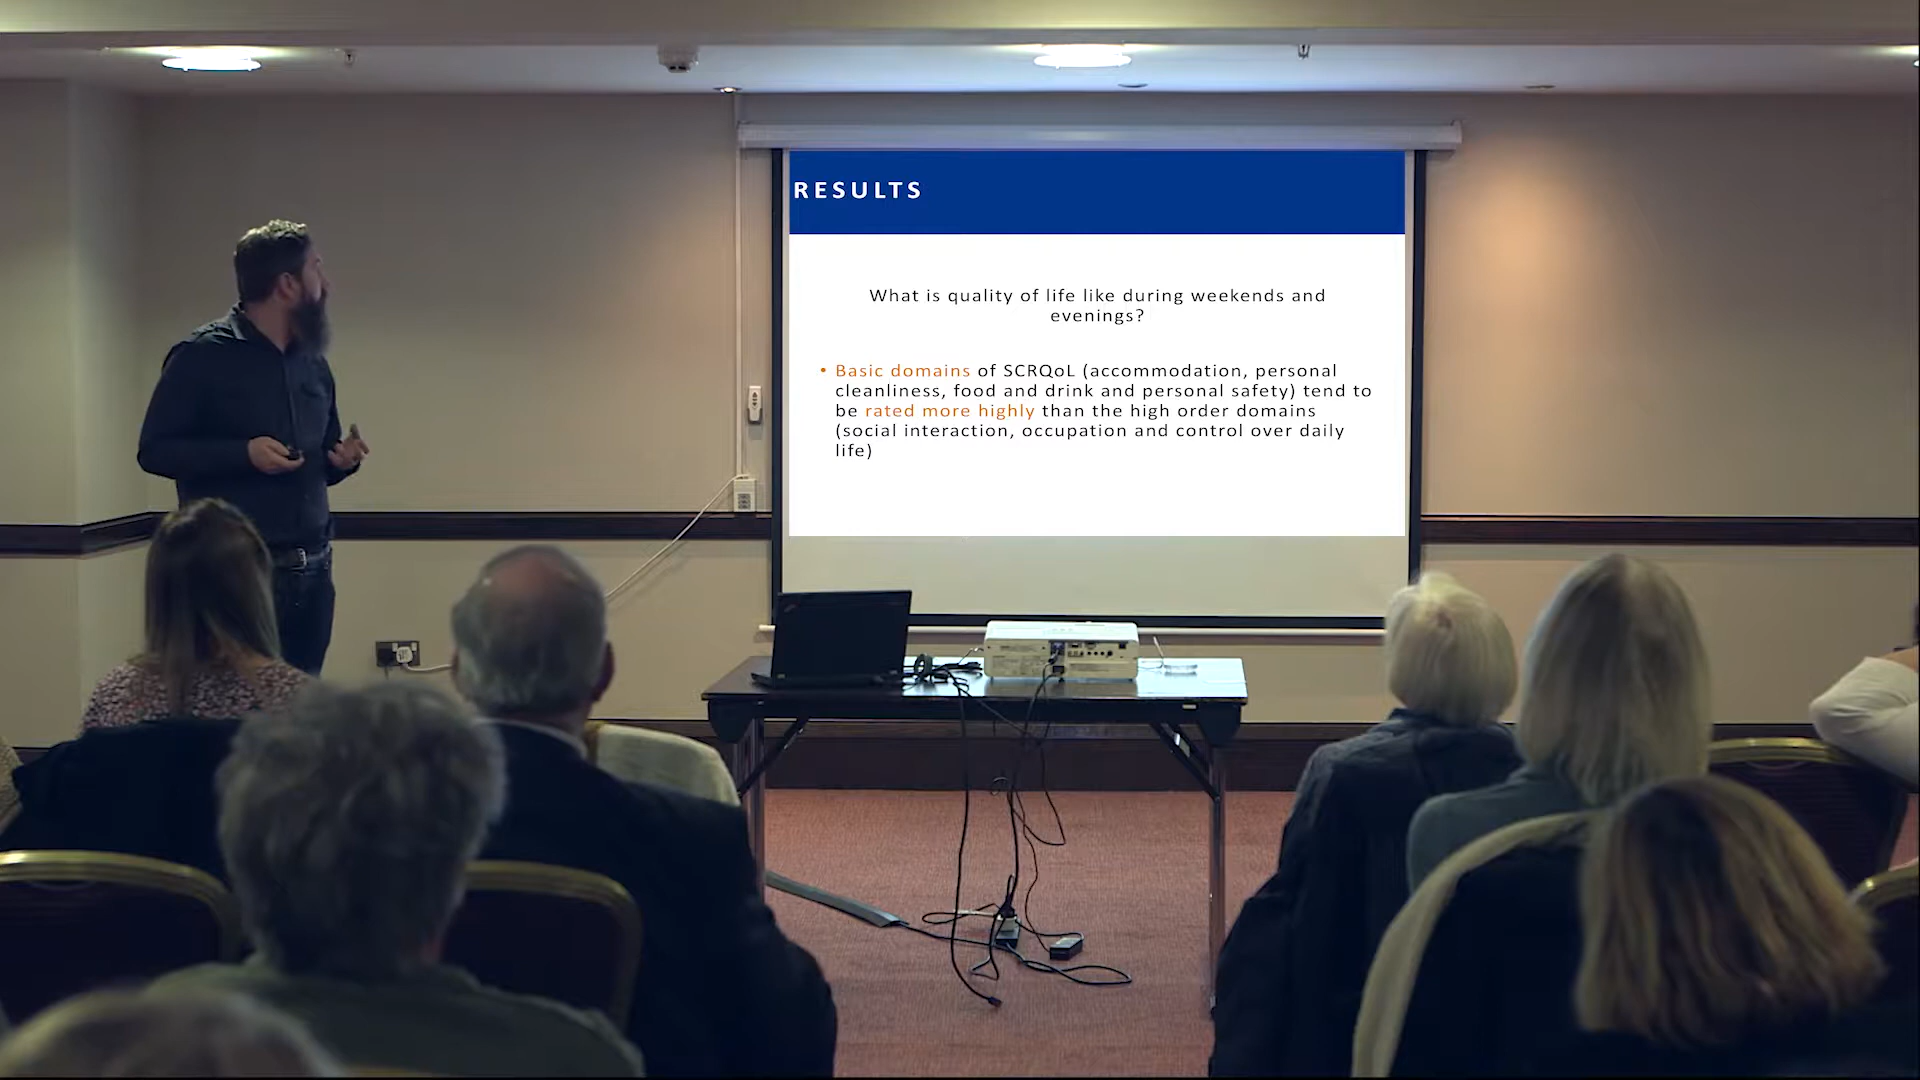 RESULTS
What is quality of life like during weekends and
evenings?
• Basic domains of SCRQoL (accommodation, personal
cleanliness, food and drink and personal safety) tend to
be rated more highly than the high order domains
(social interaction, occupation and control over daily
life)